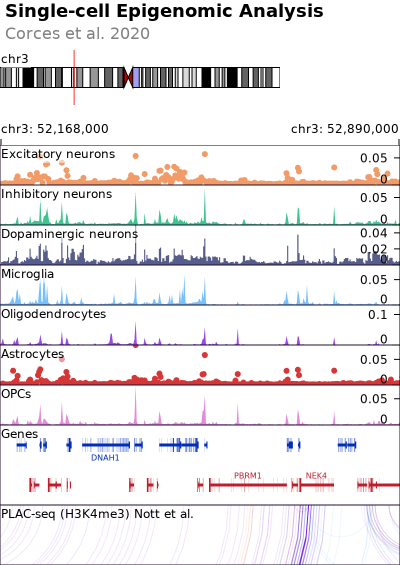 Single-cell Epigenomic Analysis
Corces et al. 2020
chr3
chr3: 52,168,000
chr3: 52,890,000
Excitatory neurons
0.05
0
Inhibitory neurons
0.05
0
Dopaminergic neurons
0.04
0.02
0
Microglia
0.05
0
Oligodendrocytes
0.1
0
Astrocytes
0.05
0
OPCs
0.05
0
Genes
DNAH1
PBRM1
NEK4
PLAC-seq (H3K4me3) Nott et al.